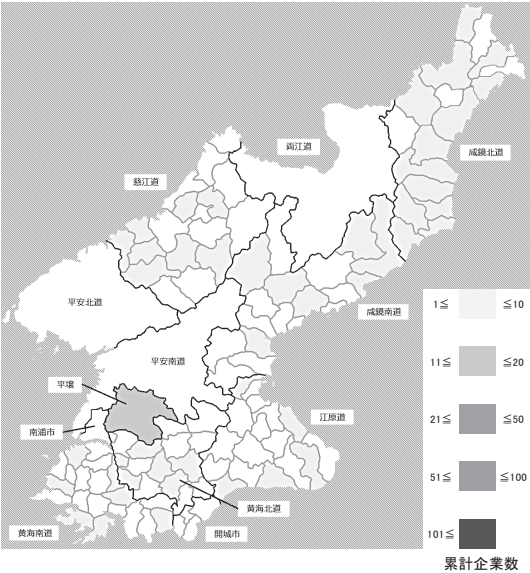 両江道
咸鏡北道
慈江道
平安北道
咸鏡南道
平安南道
平壌
南浦市
江原道
黄海北道
黄海南道
開城市
1≦ ≦10
11≦ ≦20
21≦ ≦50
51≦ ≦100
101≦
累計企業数